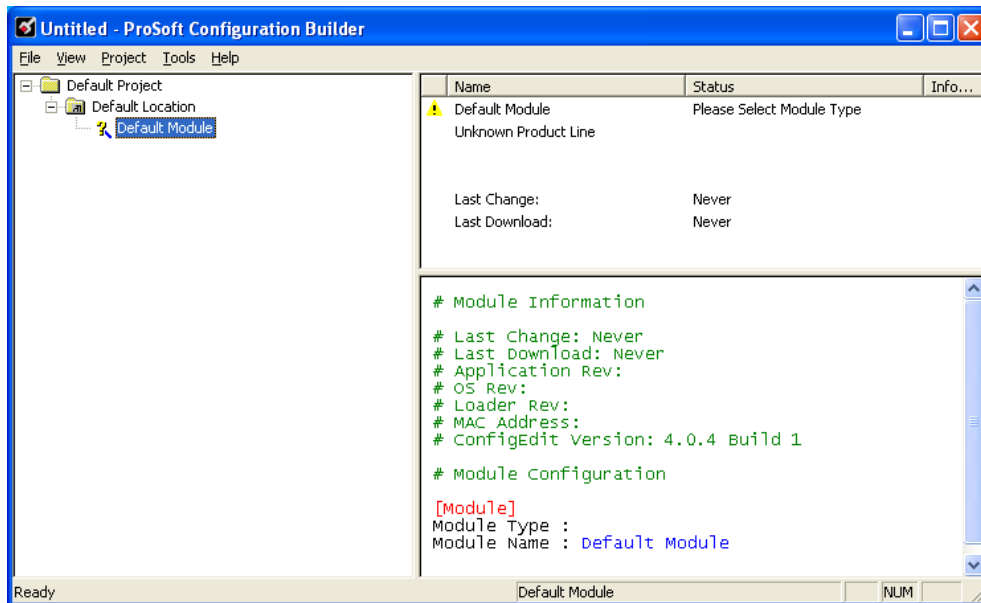 Untitled - ProSoft Configuration Builder
File View Project Tools Help
Default Project
Default Location
Default Module
Name Status Info...
Default Module Please Select Module Type
Unknown Product Line
Last Change: Never
Last Download: Never
# Module Information
# Last Change: Never
# Last Download: Never
# Application Rev:
# OS Rev:
# Loader Rev:
# MAC Address:
# ConfigEdit Version: 4.0.4 Build 1
# Module Configuration
[Module]
Module Type :
Module Name : Default Module
Ready Default Module NUM